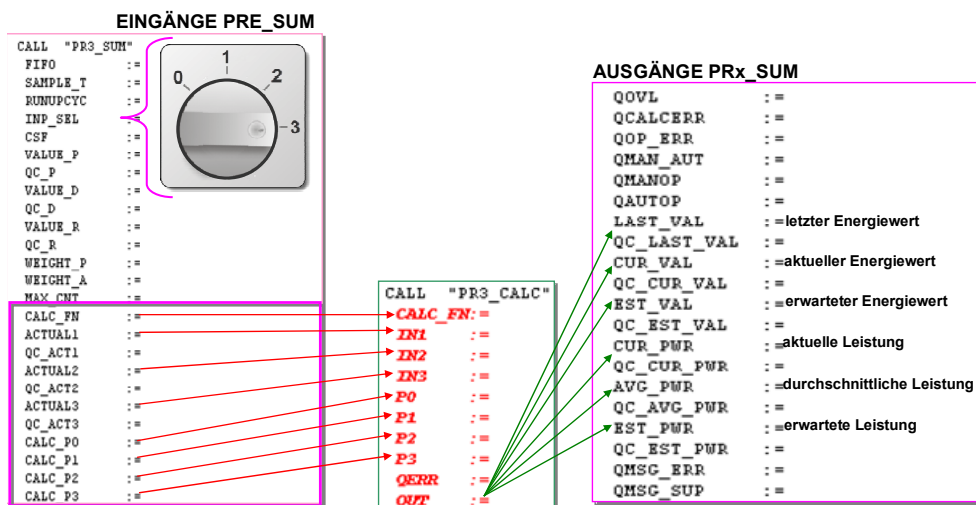 EINGÄNGE PRE_SUM
CALL "PR3_SUM"
FIFO :=
SAMPLE_T :=
RUNUPCYC :=
INP_SEL :=
CSF :=
VALUE_P :=
QC_P :=
VALUE_D :=
QC_D :=
VALUE_R :=
QC_R :=
WEIGHT_P :=
WEIGHT_A :=
MAX_CNT :=
CALC_FN :=
ACTUAL1 :=
QC_ACT1 :=
ACTUAL2 :=
QC_ACT2 :=
ACTUAL3 :=
QC_ACT3 :=
CALC_P0 :=
CALC_P1 :=
CALC_P2 :=
CALC_P3 :=
0
1
2
3
CALL "PR3_CALC"
CALC_FN:=
IN1 :=
IN2 :=
IN3 :=
P0 :=
P1 :=
P2 :=
P3 :=
QERR :=
OUT :=
AUSGÄNGE PRx_SUM
QOVL :=
QCALCERR :=
QOP_ERR :=
QMAN_AUT :=
QMANOP :=
QAUTOP :=
LAST_VAL :=letzter Energiewert
QC_LAST_VAL :=
CUR_VAL :=aktueller Energiewert
QC_CUR_VAL :=
EST_VAL :=erwarteter Energiewert
QC_EST_VAL :=
CUR_PWR :=aktuelle Leistung
QC_CUR_PWR :=
AVG_PWR :=durchschnittliche Leistung
QC_AVG_PWR :=
EST_PWR :=erwartete Leistung
QC_EST_PWR :=
QMSG_ERR :=
QMSG_SUP :=